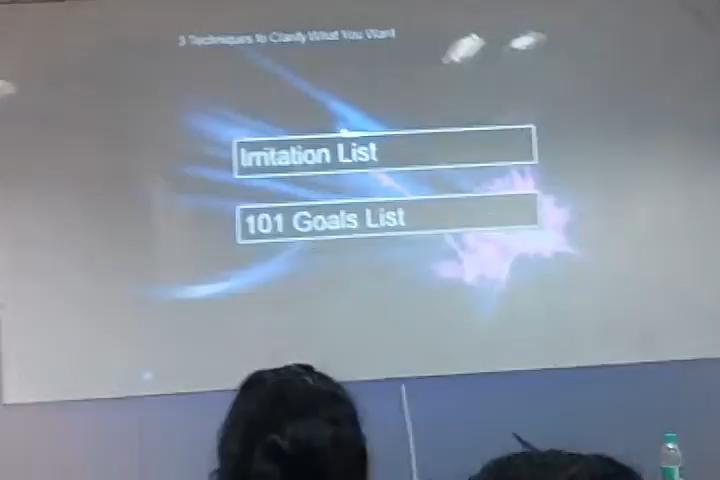 3 Techniques to Clarify What You Want
Irritation List
101 Goals List